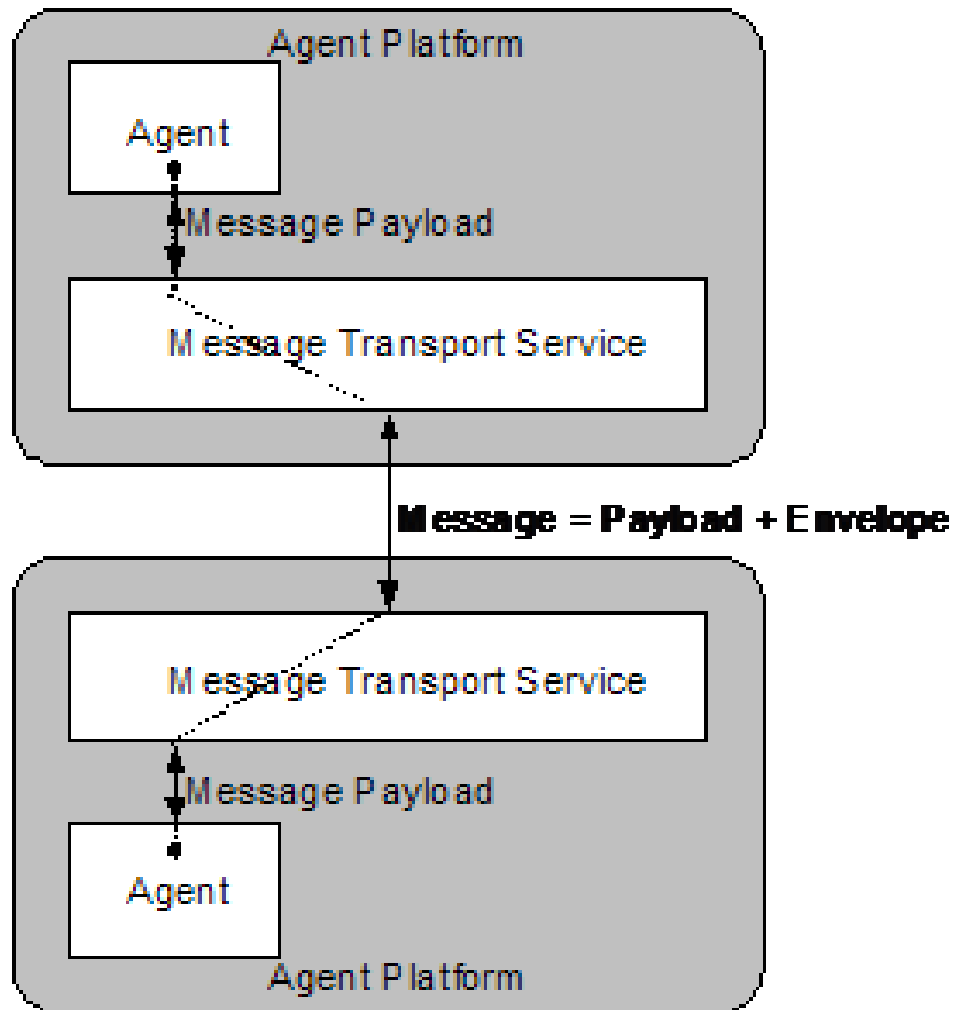 Agent Platform
Agent
Message Payload
Message Transport Service
Message = Payload + Envelope
Message Transport Service
Message Payload
Agent
Agent Platform